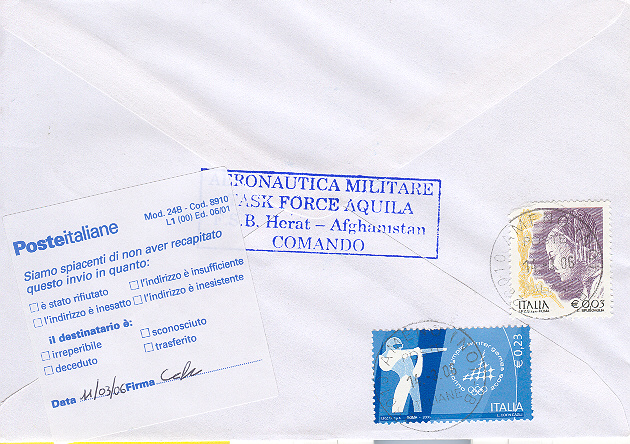 AERONAUTICA MILITARE
TASK FORCE AQUILA
F.O.B. Herat – Afghanistan
COMANDO
Posteitaliane
Mod. 24B - Cod. 8910
L1 (00) Ed. 06/01
Siamo spiacenti di non aver recapitato
questo invio in quanto:
è stato rifiutato
l'indirizzo è insufficiente
l'indirizzo è inesatto
l'indirizzo è inesistente
il destinatario è:
irreperibile
sconosciuto
deceduto
trasferito
Data 11/03/06 Firma
ITALIA
€ 0,03
€ 0,23
ITALIA